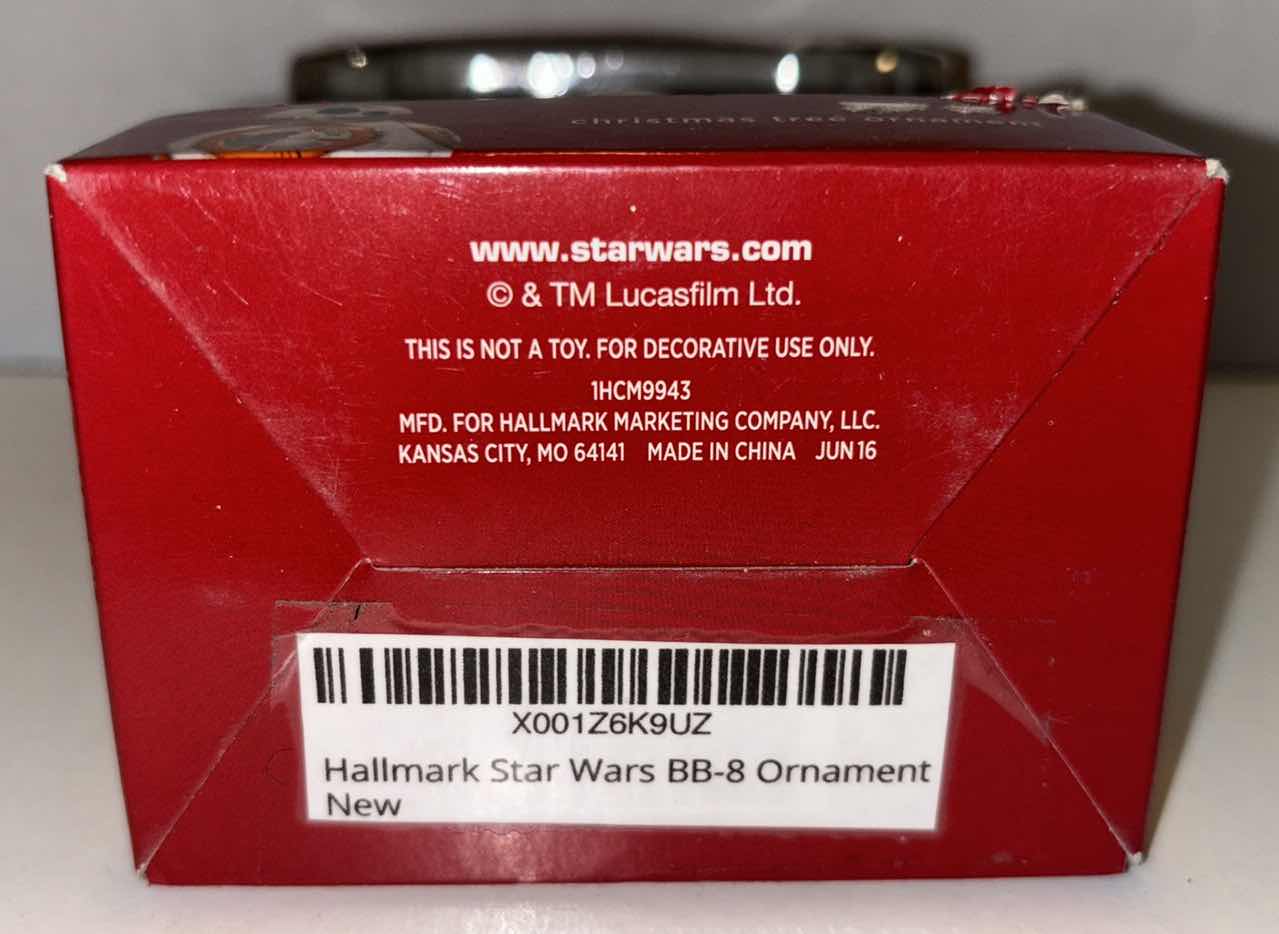 christmas tree ornament
www.starwars.com
© & TM Lucasfilm Ltd.
THIS IS NOT A TOY. FOR DECORATIVE USE ONLY.
1HCM9943
MFD. FOR HALLMARK MARKETING COMPANY, LLC.
KANSAS CITY, MO 64141 MADE IN CHINA JUN 16
X001Z6K9UZ
Hallmark Star Wars BB-8 Ornament
New